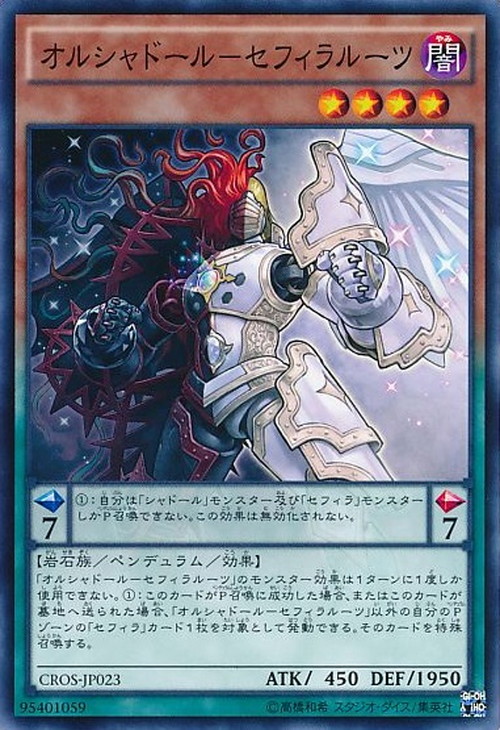 オルシャドール－セフィラルーツ
闇
7
①：自分は「シャドール」モンスター及び「セフィラ」モンスター
しかＰ召喚できない。この効果は無効化されない。
7
【岩石族／ペンデュラム／効果】
「オルシャドール－セフィラルーツ」のモンスター効果は１ターンに１度しか
使用できない。①：このカードがＰ召喚に成功した場合、またはこのカードが
墓地へ送られた場合、「オルシャドール－セフィラルーツ」以外の自分のＰ
ゾーンの「セフィラ」カード１枚を対象として発動できる。そのカードを特殊
召喚する。
CROS-JP023
ATK/ 450 DEF/1950
95401059
©高橋和希 スタジオ・ダイス/集英社